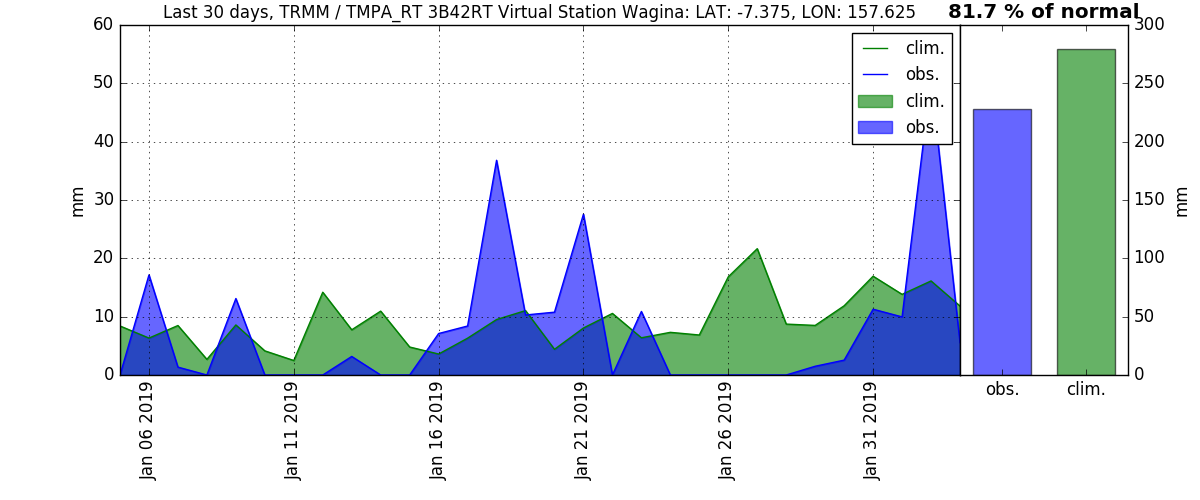 Last 30 days, TRMM / TMPA_RT 3B42RT Virtual Station Wagina: LAT: -7.375, LON: 157.625
81.7 % of normal
60
50
40
30
20
10
0
mm
clim.
obs.
clim.
obs.
Jan 06 2019
Jan 11 2019
Jan 16 2019
Jan 21 2019
Jan 26 2019
Jan 31 2019
300
250
200
150
100
50
0
mm
obs.
clim.